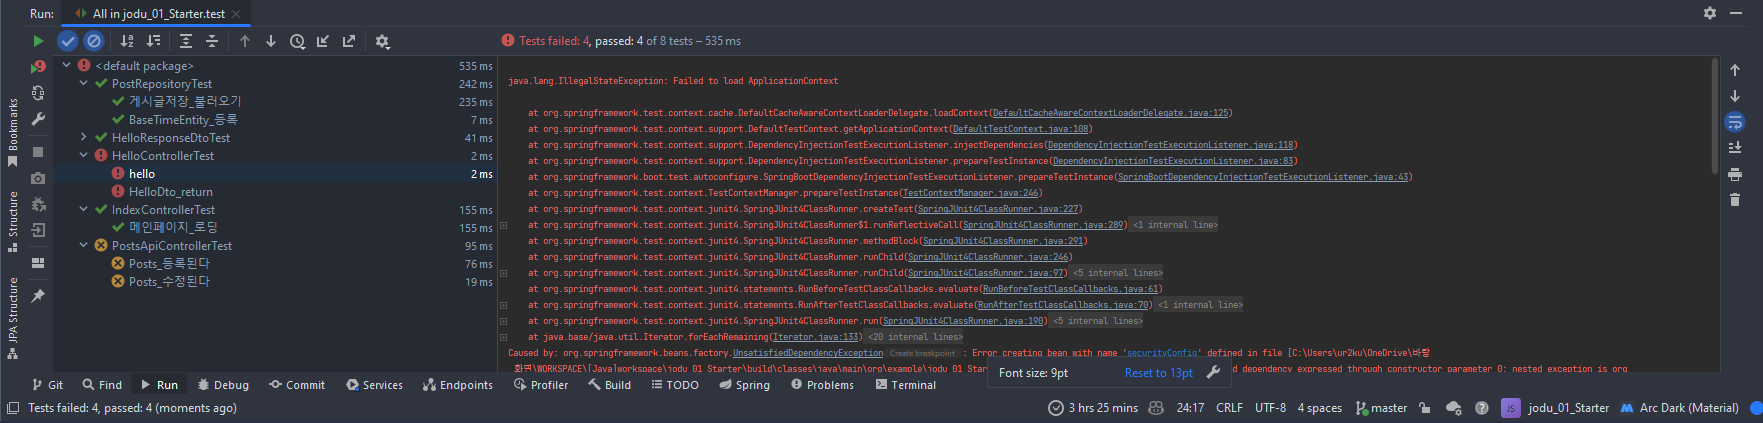 Run: All in jodu_01_Starter.test
Tests failed: 4, passed: 4 of 8 tests – 535 ms
<default package> 535 ms
PostRepositoryTest 242 ms
게시글저장_불러오기 235 ms
BaseTimeEntity_등록 7 ms
HelloResponseDtoTest 41 ms
HelloControllerTest 2 ms
hello 2 ms
HelloDto_return
IndexControllerTest 155 ms
메인페이지_로딩 155 ms
PostsApiControllerTest 95 ms
Posts_등록된다 76 ms
Posts_수정된다 19 ms
java.lang.IllegalStateException: Failed to load ApplicationContext
at org.springframework.test.context.cache.DefaultCacheAwareContextLoaderDelegate.loadContext(DefaultCacheAwareContextLoaderDelegate.java:125)
at org.springframework.test.context.support.DefaultTestContext.getApplicationContext(DefaultTestContext.java:108)
at org.springframework.test.context.support.DependencyInjectionTestExecutionListener.injectDependencies(DependencyInjectionTestExecutionListener.java:118)
at org.springframework.test.context.support.DependencyInjectionTestExecutionListener.prepareTestInstance(DependencyInjectionTestExecutionListener.java:83)
at org.springframework.boot.test.autoconfigure.SpringBootDependencyInjectionTestExecutionListener.prepareTestInstance(SpringBootDependencyInjectionTestExecutionListener.java:43)
at org.springframework.test.context.TestContextManager.prepareTestInstance(TestContextManager.java:246)
at org.springframework.test.context.junit4.SpringJUnit4ClassRunner.createTest(SpringJUnit4ClassRunner.java:227)
at org.springframework.test.context.junit4.SpringJUnit4ClassRunner$1.runReflectiveCall(SpringJUnit4ClassRunner.java:289) <1 internal line>
at org.springframework.test.context.junit4.SpringJUnit4ClassRunner.methodBlock(SpringJUnit4ClassRunner.java:291)
at org.springframework.test.context.junit4.SpringJUnit4ClassRunner.runChild(SpringJUnit4ClassRunner.java:246)
at org.springframework.test.context.junit4.SpringJUnit4ClassRunner.runChild(SpringJUnit4ClassRunner.java:97) <5 internal lines>
at org.springframework.test.context.junit4.statements.RunBeforeTestClassCallbacks.evaluate(RunBeforeTestClassCallbacks.java:61)
at org.springframework.test.context.junit4.statements.RunAfterTestClassCallbacks.evaluate(RunAfterTestClassCallbacks.java:70) <1 internal line>
at org.springframework.test.context.junit4.SpringJUnit4ClassRunner.run(SpringJUnit4ClassRunner.java:190) <5 internal lines>
at java.base/java.util.Iterator.forEachRemaining(Iterator.java:133) <20 internal lines>
Caused by: org.springframework.beans.factory.UnsatisfiedDependencyException Create breakpoint : Error creating bean with name 'securityConfig' defined in file [C:\Users\ur2ku\OneDrive\바탕
화면\WORKSPACE\[Java]workspace\jodu_01_Starter\build\classes\java\main\org\example\jodu_01_Star d dependency expressed through constructor parameter 0; nested exception is org
Font size: 9pt Reset to 13pt
Bookmarks
Structure
JPA Structure
Git Find Run Debug Commit Services Endpoints Profiler Build TODO Spring Problems Terminal
Tests failed: 4, passed: 4 (moments ago) 3 hrs 25 mins 24:17 CRLF UTF-8 4 spaces master JS jodu_01_Starter Arc Dark (Material)